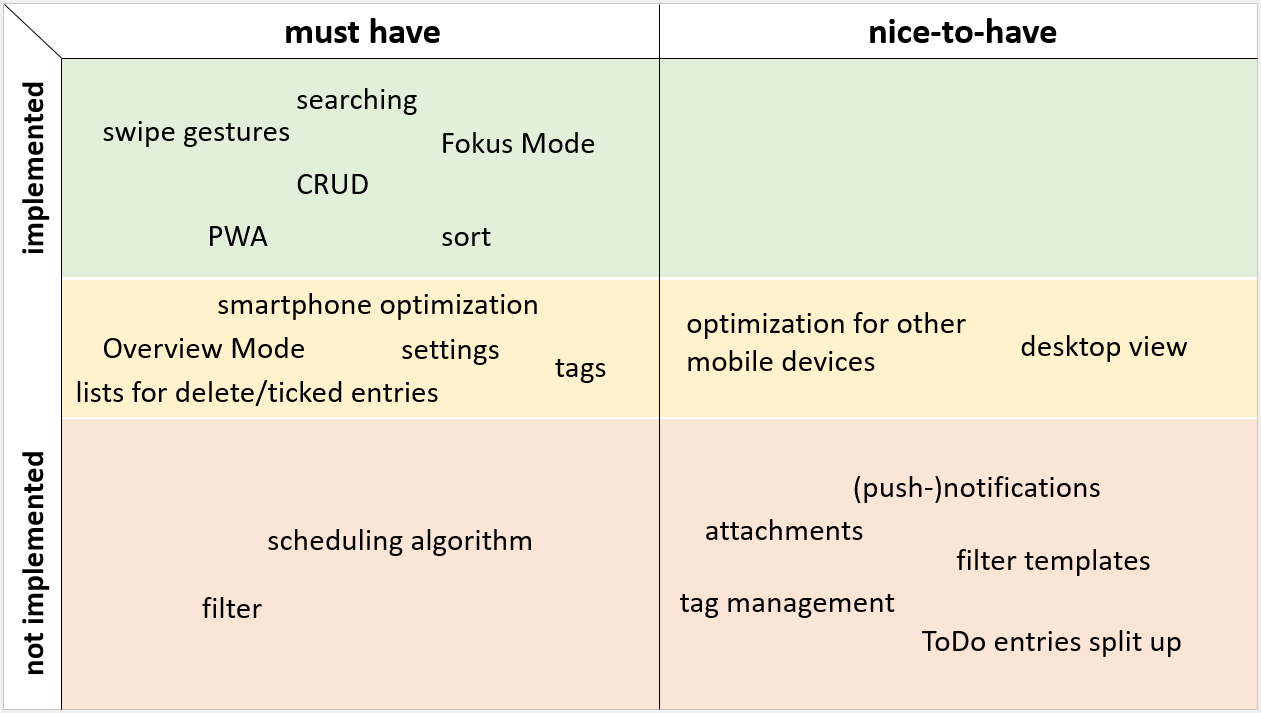 must have
nice-to-have
implemented
searching
swipe gestures
Fokus Mode
CRUD
PWA
sort
smartphone optimization
Overview Mode
settings
tags
lists for delete/ticked entries
optimization for other
mobile devices
desktop view
not implemented
scheduling algorithm
filter
(push-)notifications
attachments
filter templates
tag management
ToDo entries split up